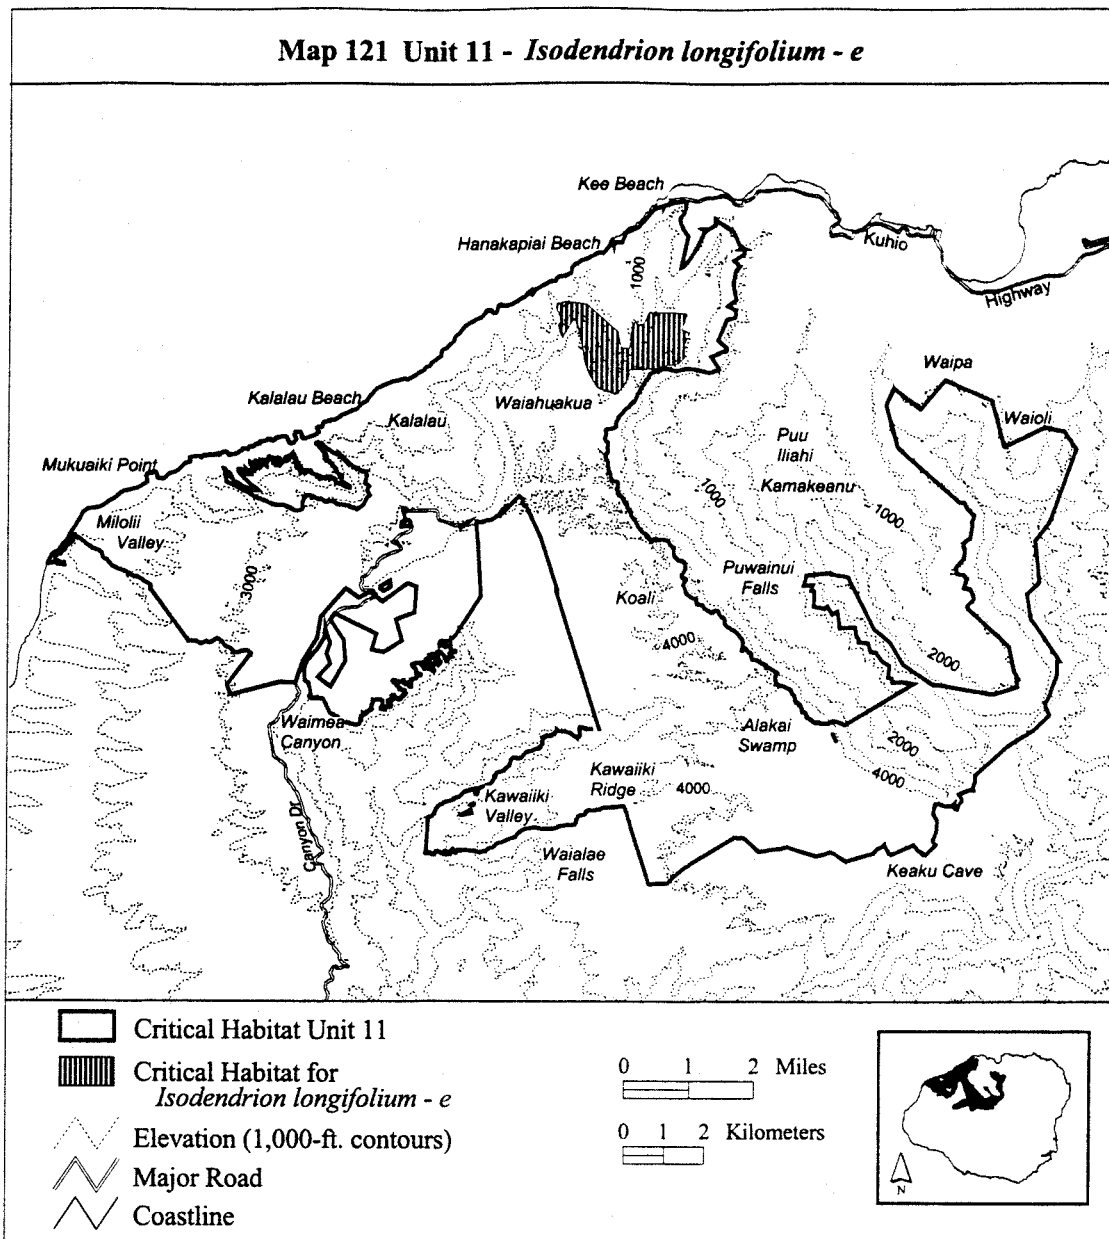 Map 121 Unit 11 - Isodendrion longifolium - e
Kee Beach
Hanakapiai Beach
Kuhio
Highway
1000
Waipa
Kalalau Beach
Kalalau
Waiahuakua
Waioli
Mukuaiki Point
Puu
Iliahi
Kamakeanu
1000
1000
Milolii
Valley
3000
Puwainui
Falls
Koali
4000
2000
Waimea
Canyon
Alakai
Swamp
2000
4000
Kawaiiki
Ridge
4000
Kawaiiki
Valley
Canyon Dr
Waialae
Falls
Keaku Cave
Critical Habitat Unit 11
Critical Habitat for
Isodendrion longifolium - e
Elevation (1,000-ft. contours)
Major Road
Coastline
0 1 2 Miles
0 1 2 Kilometers
N